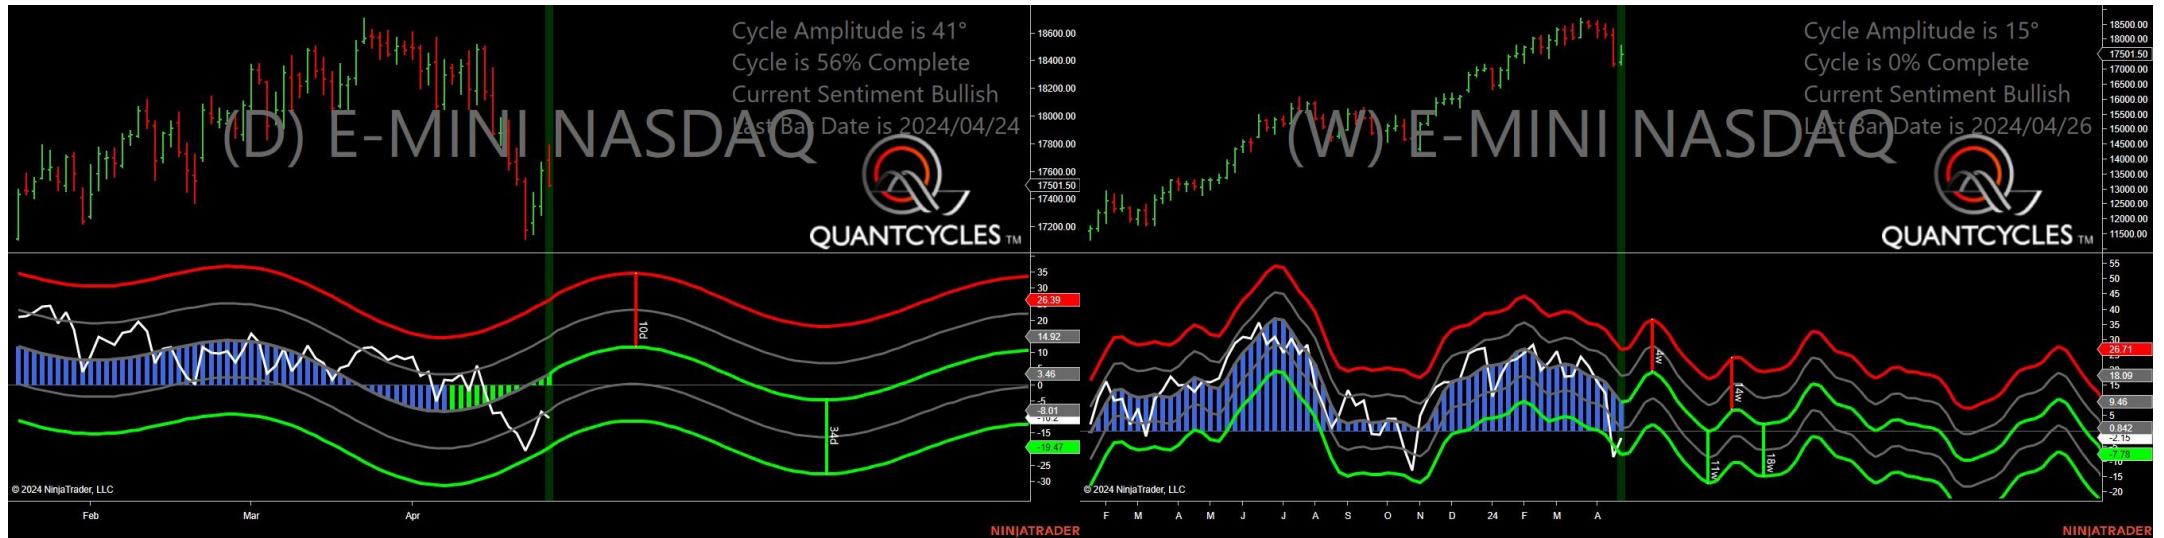 Cycle Amplitude is 41°
Cycle is 56% Complete
Current Sentiment Bullish
Last Bar Date is 2024/04/24
(D) E-MINI NASDAQ
QUANTCYCLES TM
18600.00
18400.00
18200.00
18000.00
17800.00
17600.00
17501.50
17400.00
17200.00
35
30
26.39
20
14.92
10
3.46
0
-5
-8.01
-10.2
-15
-19.47
-25
-30
10d
34d
© 2024 NinjaTrader, LLC
Feb
Mar
Apr
NINJATRADER
Cycle Amplitude is 15°
Cycle is 0% Complete
Current Sentiment Bullish
Last Bar Date is 2024/04/26
(W) E-MINI NASDAQ
QUANTCYCLES TM
18500.00
18000.00
17501.50
17000.00
16500.00
16000.00
15500.00
15000.00
14500.00
14000.00
13500.00
13000.00
12500.00
12000.00
11500.00
55
50
45
40
35
30
26.71
18.09
15
9.46
5
0.842
-2.15
-7.78
-10
-15
-20
4w
14w
11w
18w
© 2024 NinjaTrader, LLC
F
M
A
M
J
J
A
S
O
N
D
24
F
M
A
NINJATRADER